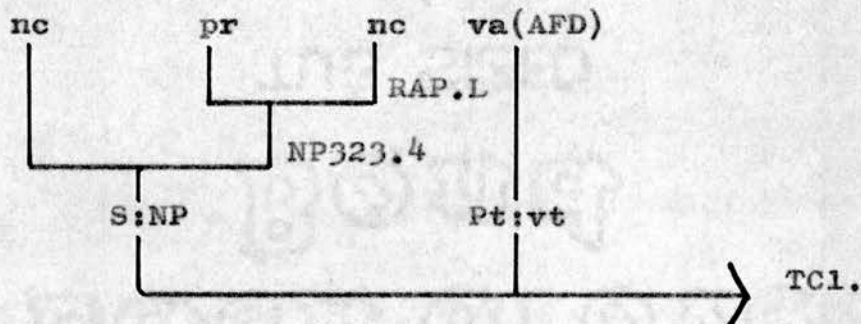 nc pr nc va(AFD)
RAP.L
NP323.4
S:NP Pt:vt
TC1.